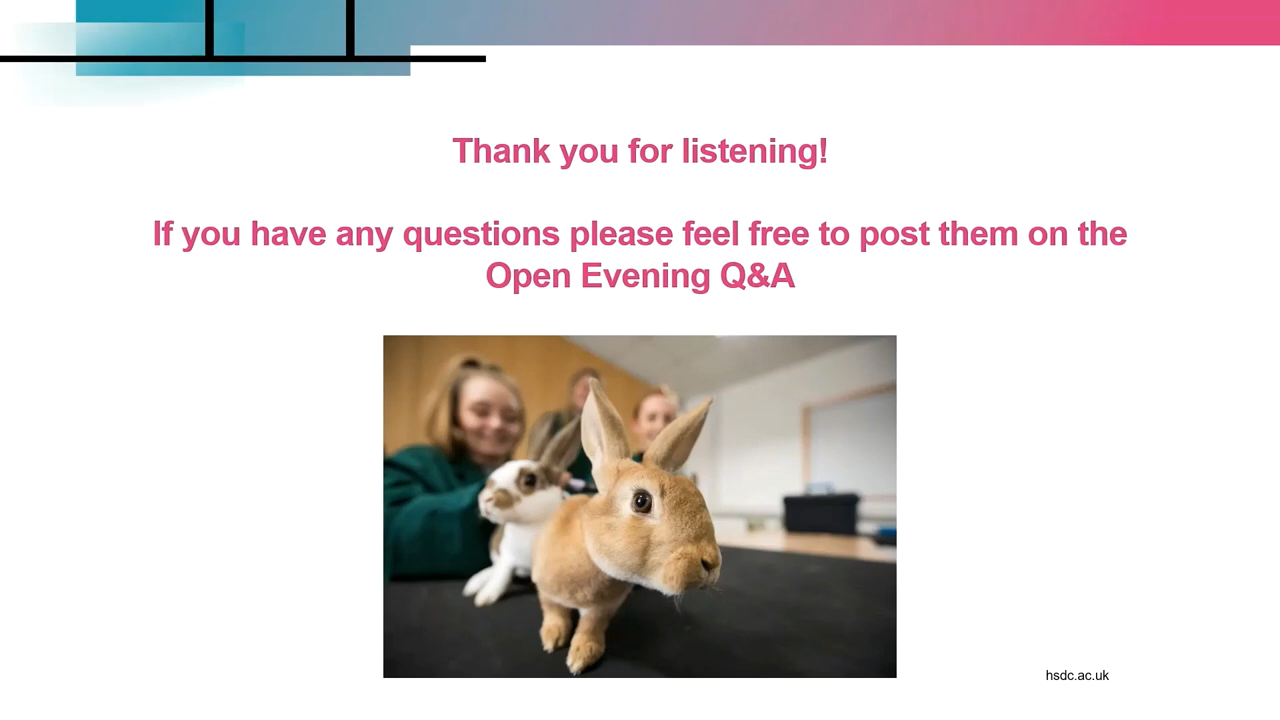 Thank you for listening!
If you have any questions please feel free to post them on the
Open Evening Q&A
hsdc.ac.uk